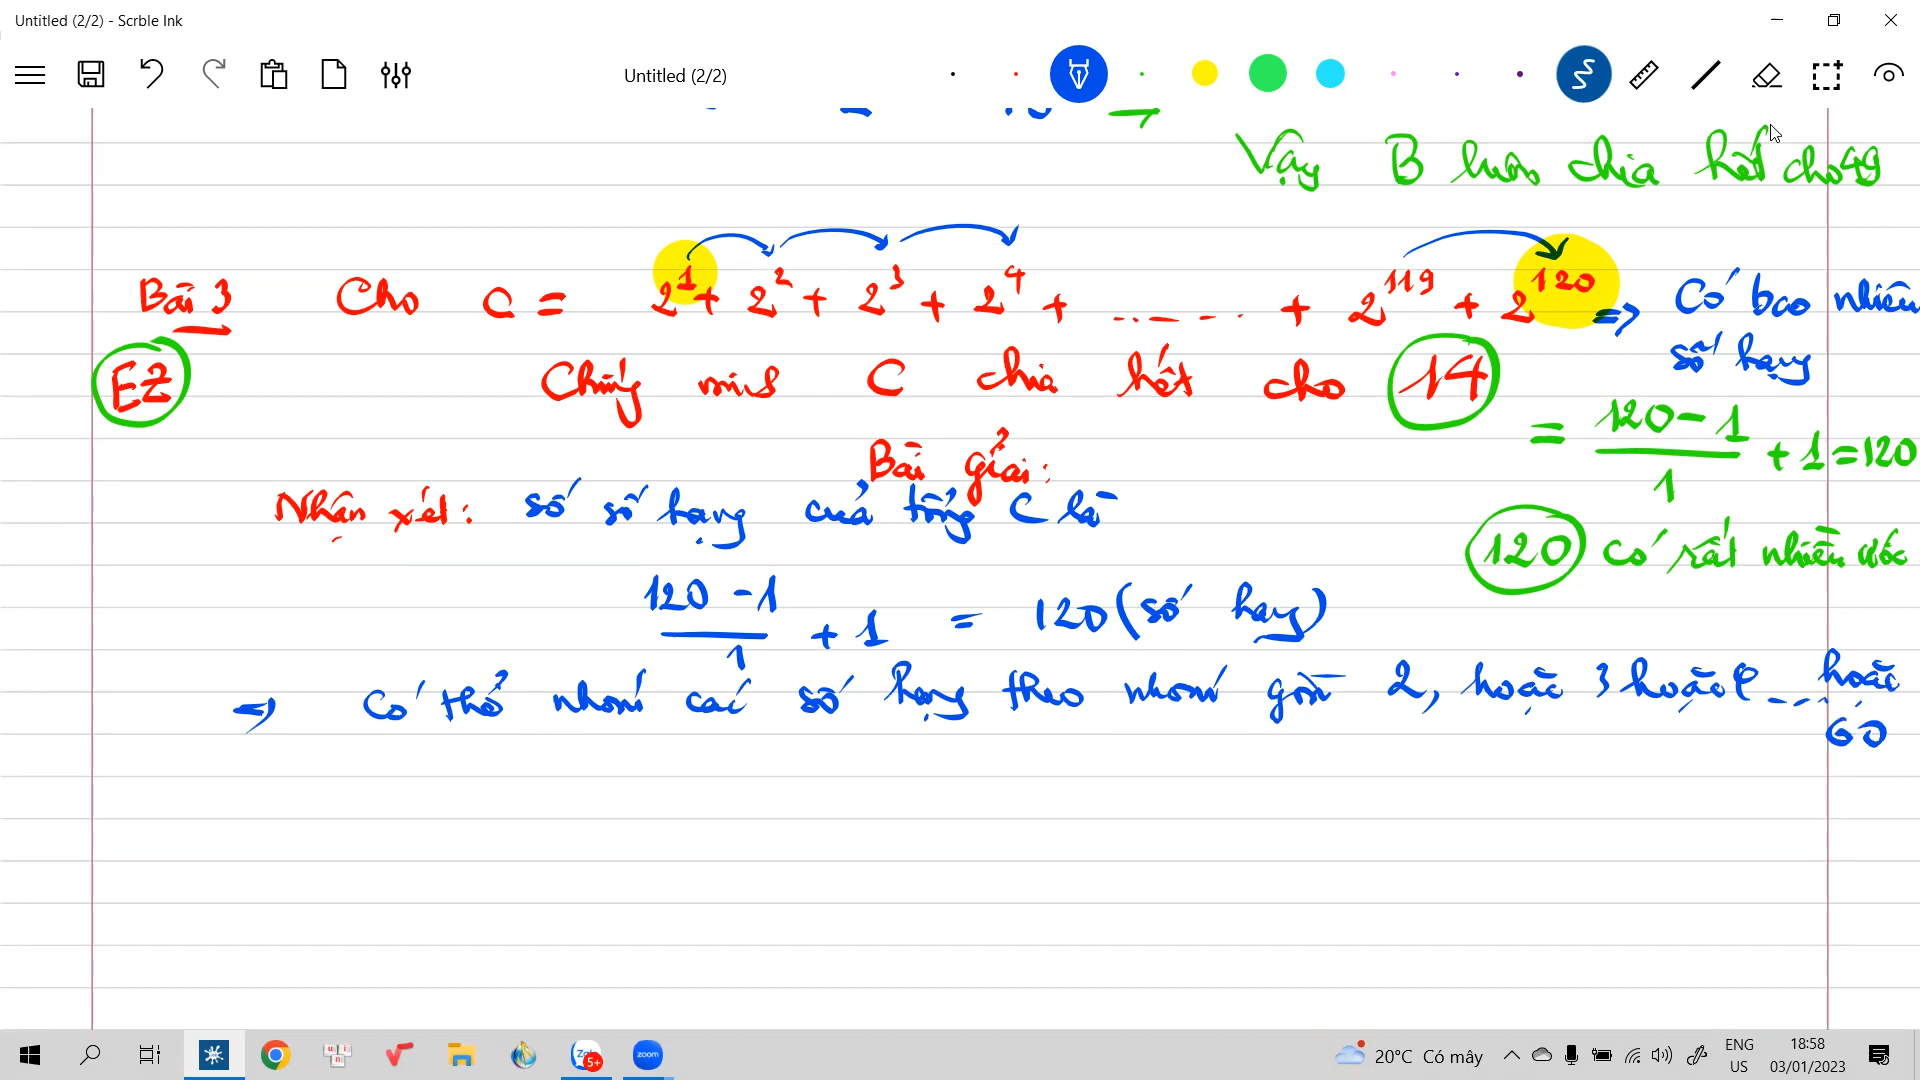 Untitled (2/2) - Scrble Ink
Untitled (2/2)
Vậy B luôn chia hết cho 49
Bài 3 Cho C = 2^1 + 2^2 + 2^3 + 2^4 + ....... + 2^119 + 2^120 => Có bao nhiêu
số hạng
EZ Chứng minh C chia hết cho 14
= (120 - 1)/1 + 1 = 120
Bài giải:
Nhận xét: số số hạng của tổng C là
120 có rất nhiều ước
(120 - 1)/1 + 1 = 120 (số hạng)
=> Có thể nhóm các số hạng theo nhóm gồm 2, hoặc 3 hoặc 4 ..... hoặc
60
5+
zoom
20°C Có mây
ENG
US
18:58
03/01/2023